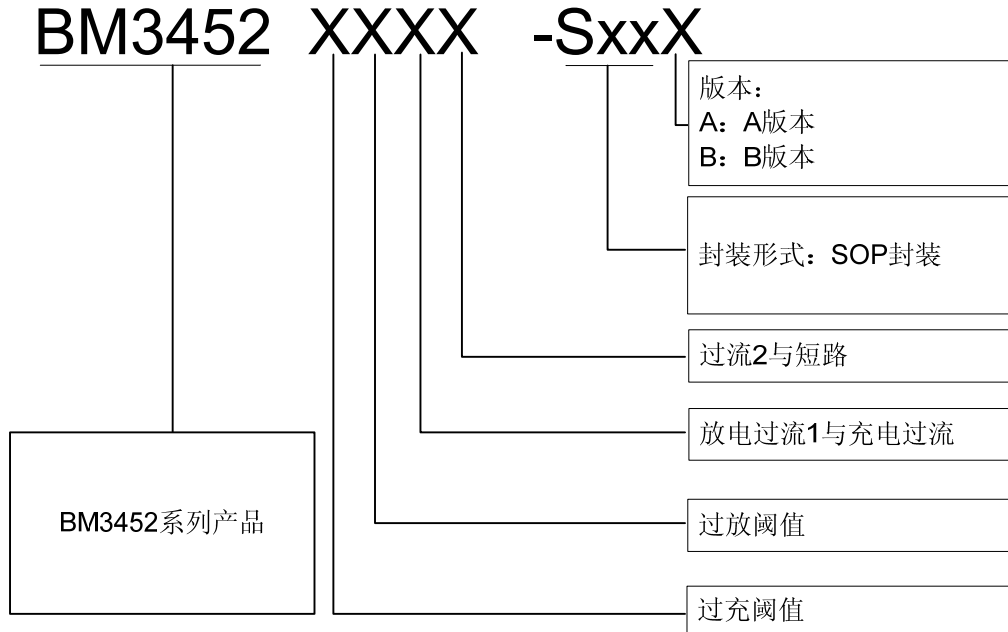 BM3452 XXXX -SxxX
版本：
A：A版本
B：B版本
封装形式：SOP封装
过流2与短路
放电过流1与充电过流
BM3452系列产品
过放阈值
过充阈值